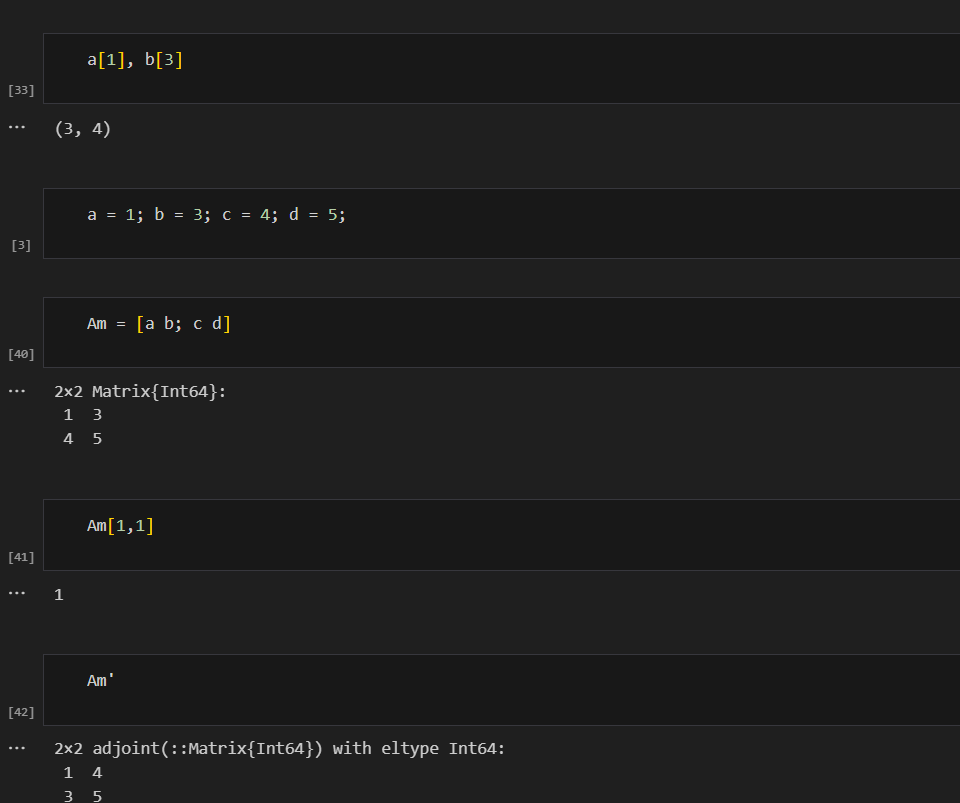 a[1], b[3]
[33]
... (3, 4)
a = 1; b = 3; c = 4; d = 5;
[3]
Am = [a b; c d]
[40]
... 2×2 Matrix{Int64}:
1  3
4  5
Am[1,1]
[41]
... 1
Am'
[42]
... 2×2 adjoint(::Matrix{Int64}) with eltype Int64:
1  4
3  5